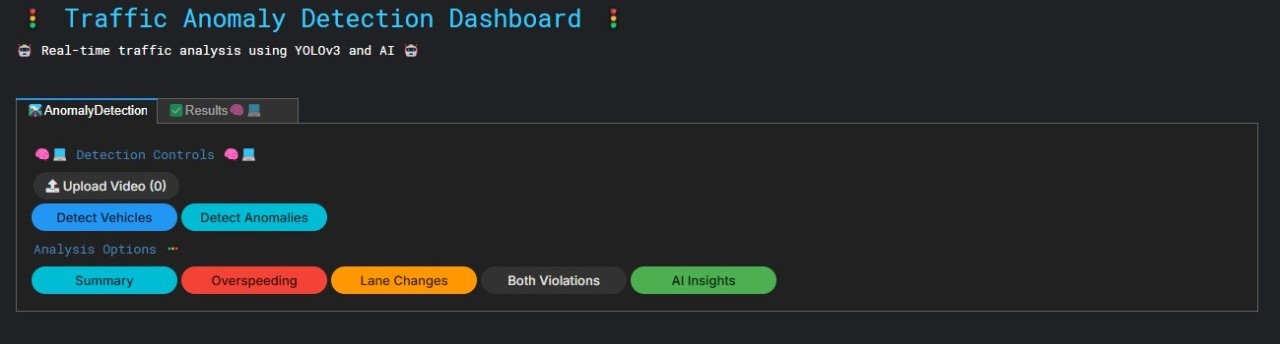 🚦 Traffic Anomaly Detection Dashboard 🚦
🤖 Real-time traffic analysis using YOLOv3 and AI 🤖
AnomalyDetection ✅Results🧠💻
🧠💻 Detection Controls 🧠💻
Upload Video (0)
Detect Vehicles Detect Anomalies
Analysis Options 🚥
Summary Overspeeding Lane Changes Both Violations AI Insights